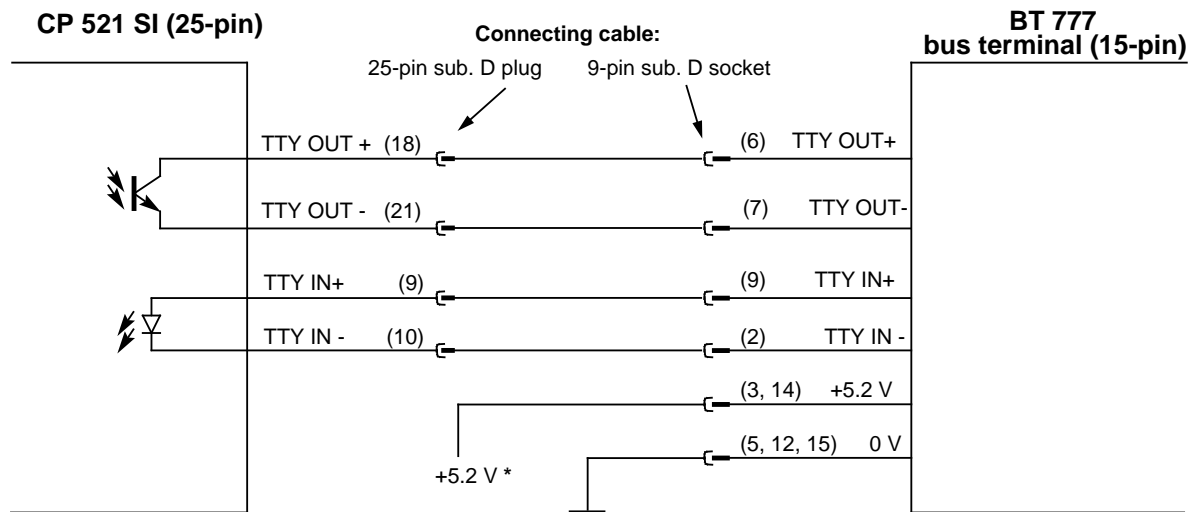 CP 521 SI (25-pin)
BT 777
bus terminal (15-pin)
Connecting cable:
25-pin sub. D plug
9-pin sub. D socket
TTY OUT + (18)
(6) TTY OUT+
TTY OUT - (21)
(7) TTY OUT-
TTY IN+ (9)
(9) TTY IN+
TTY IN - (10)
(2) TTY IN -
(3, 14) +5.2 V
(5, 12, 15) 0 V
+5.2 V *